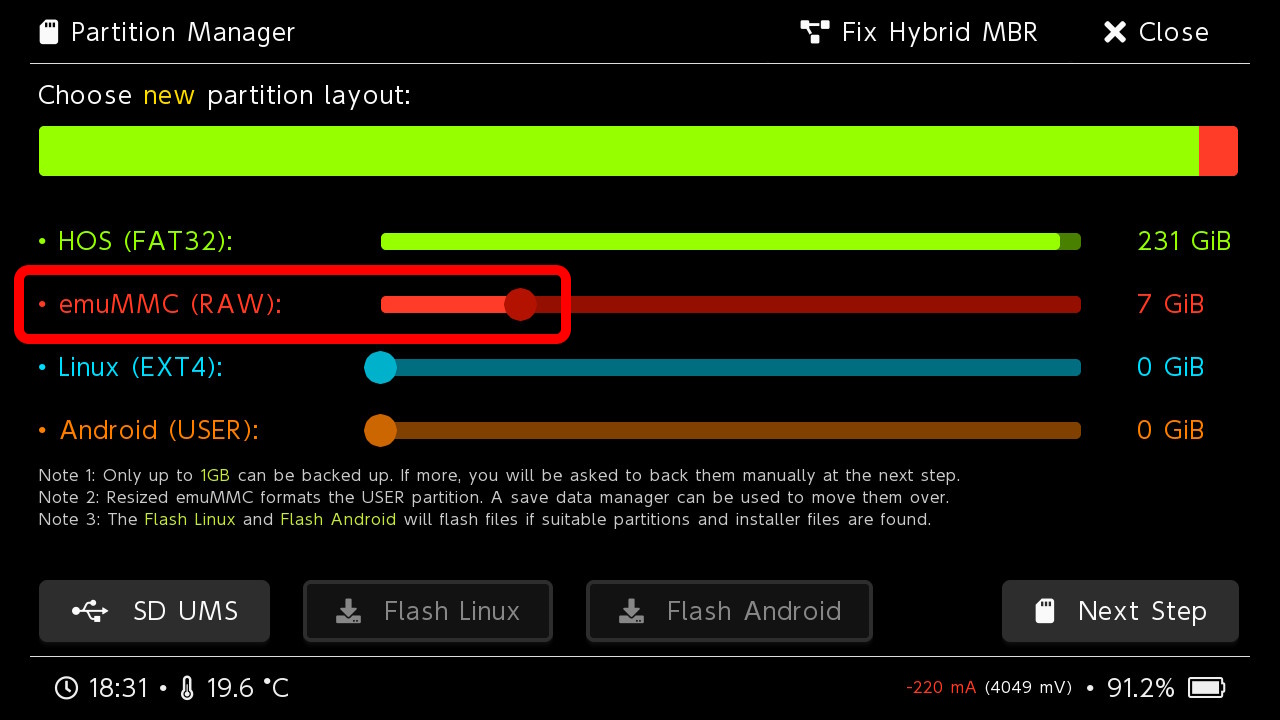 Partition Manager
Fix Hybrid MBR
Close
Choose new partition layout:
• HOS (FAT32):
231 GiB
• emuMMC (RAW):
7 GiB
• Linux (EXT4):
0 GiB
• Android (USER):
0 GiB
Note 1: Only up to 1GB can be backed up. If more, you will be asked to back them manually at the next step.
Note 2: Resized emuMMC formats the USER partition. A save data manager can be used to move them over.
Note 3: The Flash Linux and Flash Android will flash files if suitable partitions and installer files are found.
SD UMS
Flash Linux
Flash Android
Next Step
18:31 • 19.6 °C
-220 mA (4049 mV) • 91.2%